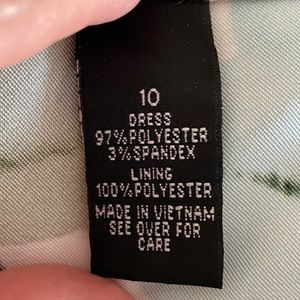 10
DRESS
97%POLYESTER
3%SPANDEX
LINING
100%POLYESTER
MADE IN VIETNAM
SEE OVER FOR
CARE